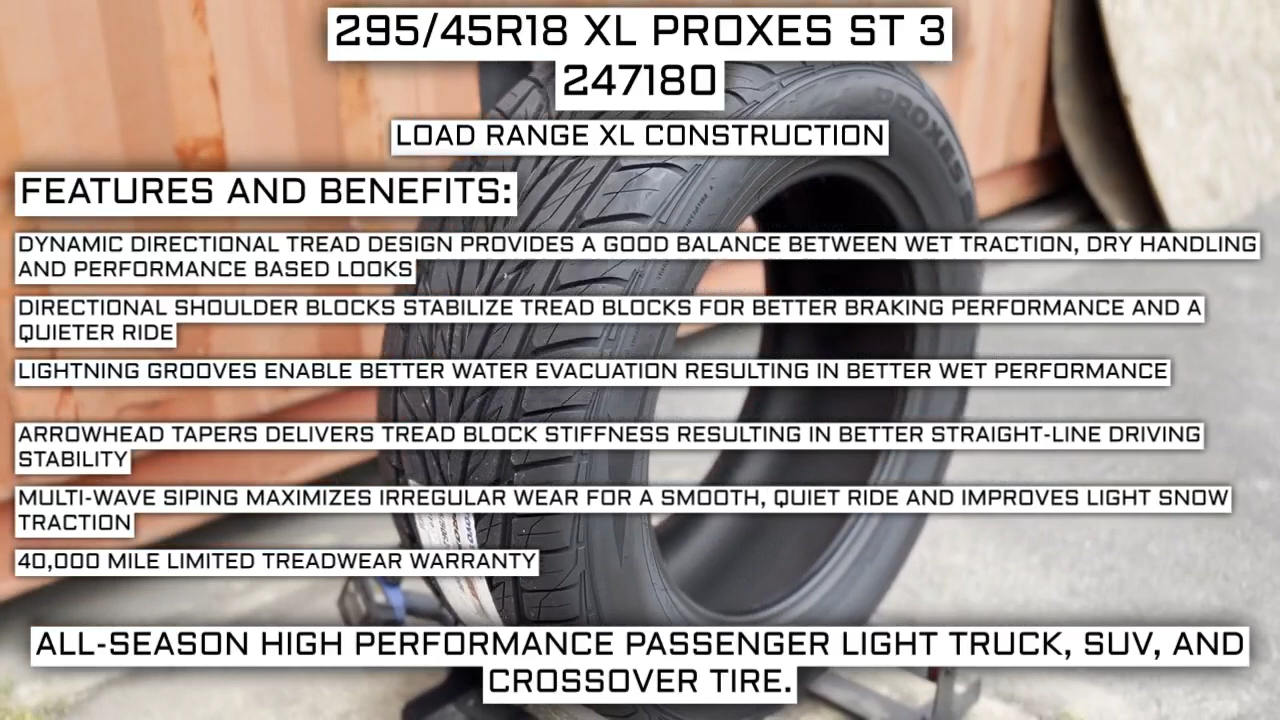 295/45R18 XL PROXES ST 3
247180
LOAD RANGE XL CONSTRUCTION
FEATURES AND BENEFITS:
DYNAMIC DIRECTIONAL TREAD DESIGN PROVIDES A GOOD BALANCE BETWEEN WET TRACTION, DRY HANDLING
AND PERFORMANCE BASED LOOKS
DIRECTIONAL SHOULDER BLOCKS STABILIZE TREAD BLOCKS FOR BETTER BRAKING PERFORMANCE AND A
QUIETER RIDE
LIGHTNING GROOVES ENABLE BETTER WATER EVACUATION RESULTING IN BETTER WET PERFORMANCE
ARROWHEAD TAPERS DELIVERS TREAD BLOCK STIFFNESS RESULTING IN BETTER STRAIGHT-LINE DRIVING
STABILITY
MULTI-WAVE SIPING MAXIMIZES IRREGULAR WEAR FOR A SMOOTH, QUIET RIDE AND IMPROVES LIGHT SNOW
TRACTION
40,000 MILE LIMITED TREADWEAR WARRANTY
ALL-SEASON HIGH PERFORMANCE PASSENGER LIGHT TRUCK, SUV, AND
CROSSOVER TIRE.
PROXES